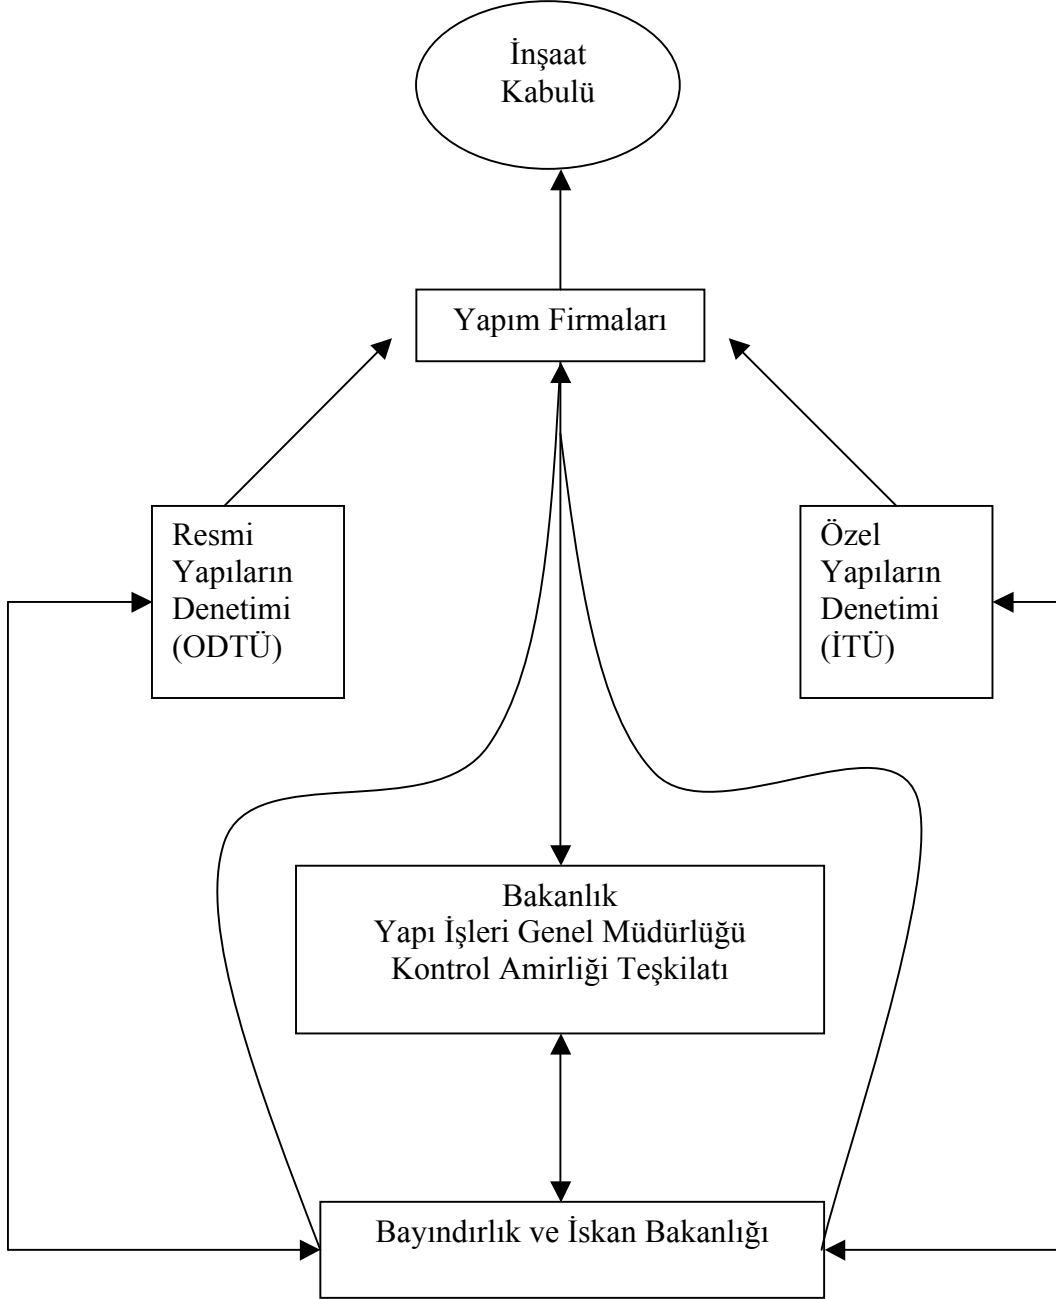 İnşaat
Kabulü
Yapım Firmaları
Resmi
Yapıların
Denetimi
(ODTÜ)
Özel
Yapıların
Denetimi
(İTÜ)
Bakanlık
Yapı İşleri Genel Müdürlüğü
Kontrol Amirliği Teşkilatı
Bayındırlık ve İskan Bakanlığı